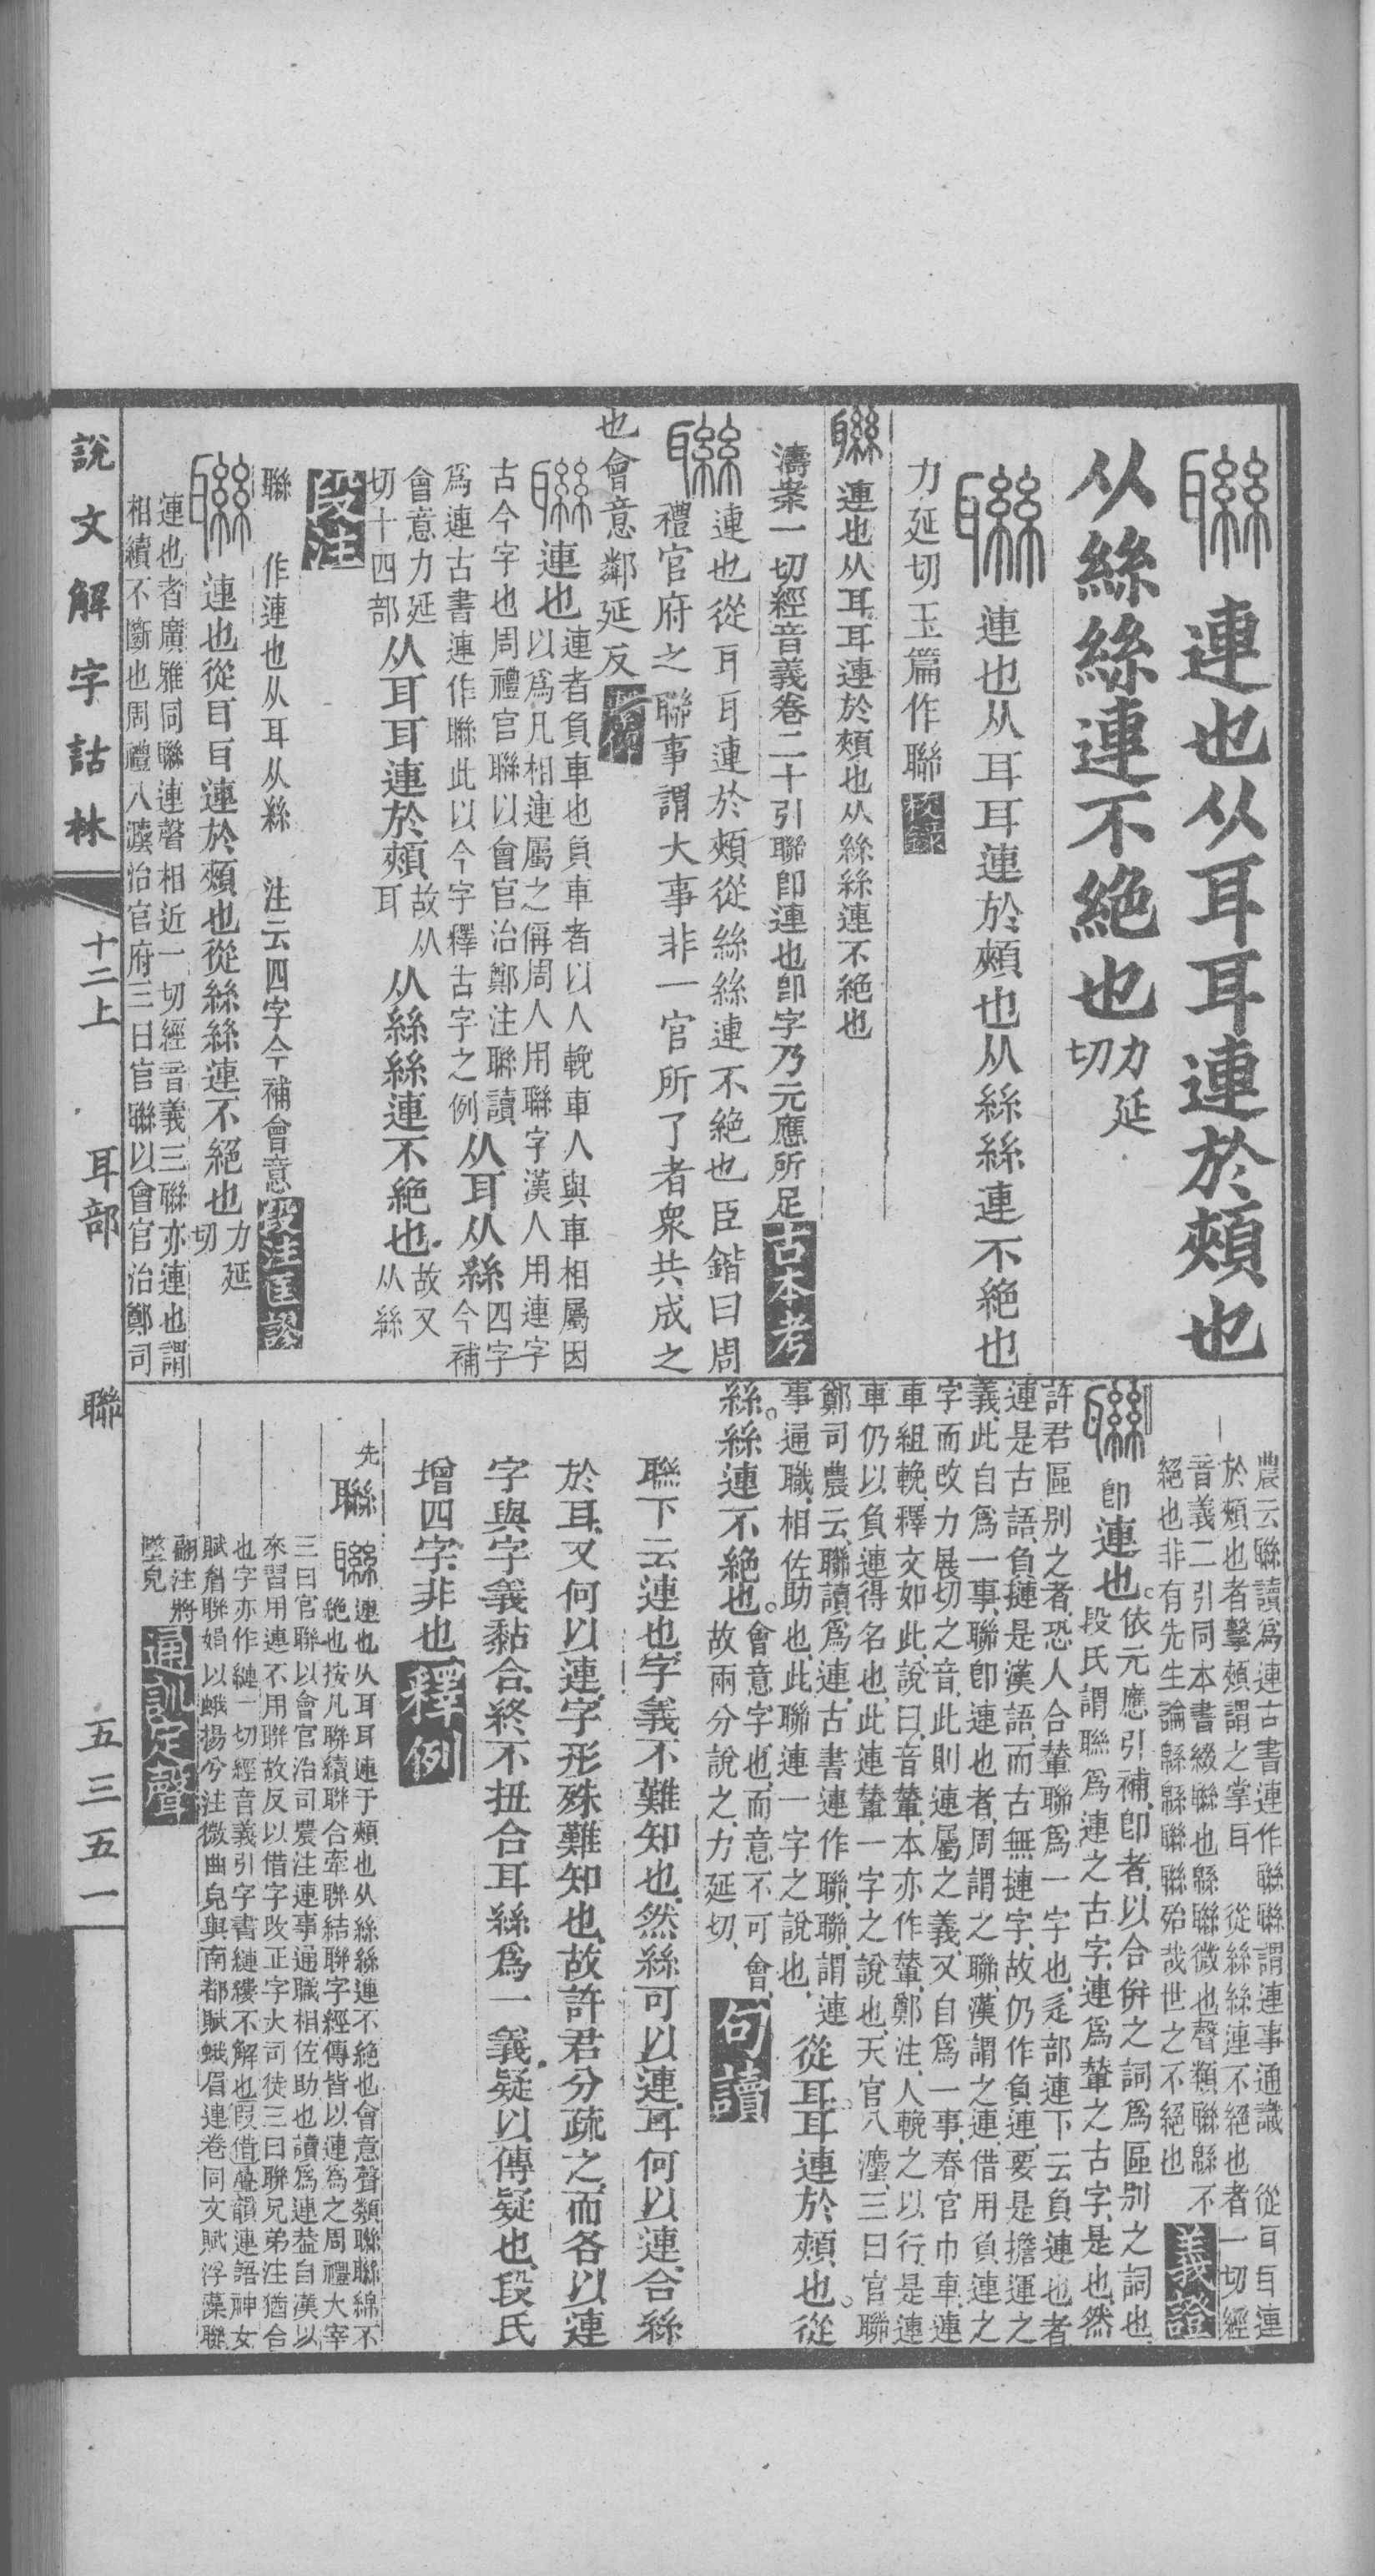 聯 連也从耳耳連於頰也
从絲絲連不絕也力延切
聯 連也从耳耳連於頰也从絲絲連不絕也
力延切玉篇作聯 校錄
聯 連也从耳耳連於頰也从絲絲連不絕也
濤案一切經音義卷二十引聯卽連也卽字乃元應所足 古本考
聯 連也從耳耳連於頰從絲絲連不絕也臣鍇曰周
禮官府之聯事謂大事非一官所了者衆共成之
也會意鄰延反 繫傳
聯 連也連者負車也負車者以人輓車人與車相屬因
以爲凡相連屬之偁周人用聯字漢人用連字
古今字也周禮官聯以會官治鄭注聯讀
爲連古書連作聯此以今字釋古字之例从耳从絲四字今補
會意力延
切十四部从耳耳連於頰故从耳从絲絲連不絶也故又从絲
段注
聯 作連也从耳从絲 注云四字今補會意 段注匡謬
聯 連也從耳耳連於頰也從絲絲連不絕也力延切
連也者廣雅同聯連聲相近一切經音義三聯亦連也謂
相續不斷也周禮八灋治官府三曰官聯以會官治鄭司
農云聯讀爲連古書連作聯聯謂連事通識 從耳耳連
於頰也者擊頰謂之掌耳 從絲絲連不絕也者一切經
音義二引同本書綴聯也緜聯微也聲類聯緜不
絕也非有先生論緜緜聯聯殆哉世之不絕也 義證
聯 卽連也依元應引補卽者以合併之詞爲區別之詞也
段氏謂聯爲連之古字連爲輦之古字是也然
許君區別之者恐人合輦聯爲一字也辵部連下云負連也者
連是古語負摙是漢語而古無摙字故仍作負連要是擔運之
義此自爲一事聯卽連也者周謂之聯漢謂之連借用負連之
字而改力展切之音此則連屬之義又自爲一事春官巾車連
車組輓釋文如此說曰音輦本亦作輦鄭注人輓之以行是連
車仍以負連得名也此連輦一字之說也天官八灋三曰官聯
鄭司農云聯讀爲連古書連作聯聯謂連
事通職相佐助也此聯連一字之說也從耳耳連於頰也從
絲絲連不絕也會意字也而意不可會
故兩分說之力延切 句讀
聯下云連也字義不難知也然絲可以連耳何以連合絲
於耳又何以連字形殊難知也故許君分疏之而各以連
字與字義黏合終不扭合耳絲爲一義疑以傳疑也段氏
增四字非也 釋例
先 聯 聯 連也从耳耳連于頰也从絲絲連不絶也會意聲類聯聯綿不
絶也按凡聯續聯合牽聯結聯字經傳皆以連爲之周禮大宰
三曰官聯以會官治司農注連事通職相佐助也讀爲連葢自漢以
來習用連不用聯故反以借字改正字大司徒三曰聯兄弟注猶合
也字亦作縺一切經音義引字書縺縷不解也叚借疊韻連語神女
賦眉聯娟以蛾揚兮注微曲皃與南都賦蛾眉連卷同文賦浮藻聯
翩注將
墜皃 通訓定聲
說文解字詁林 十二上 耳部 聯 五三五一